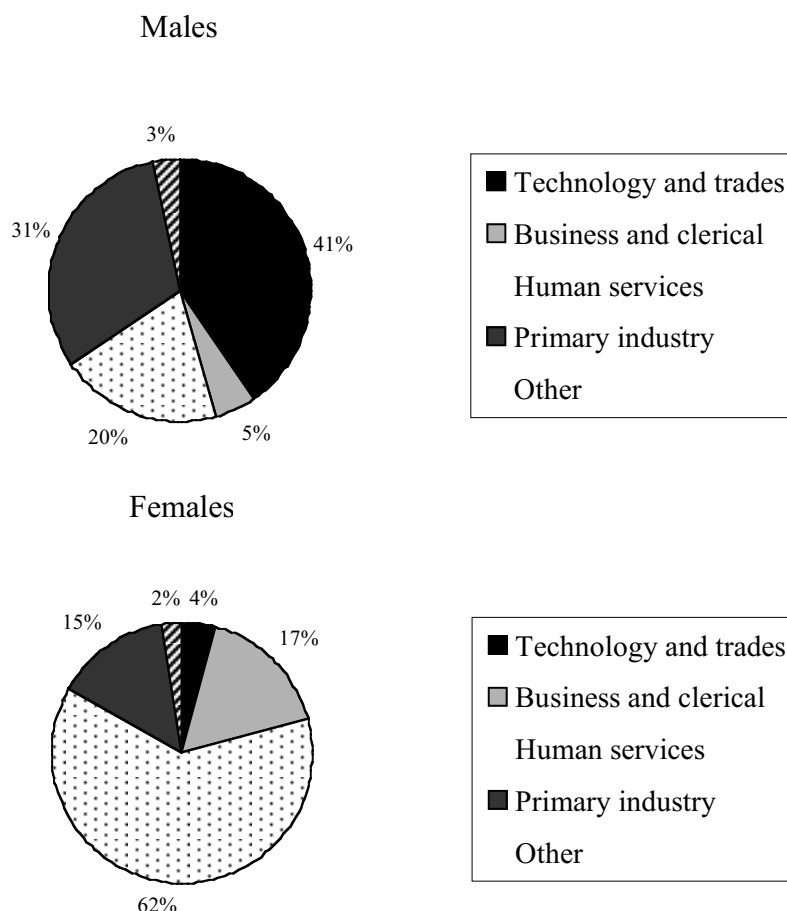 Males
3%
31%
41%
20%
5%
Technology and trades
Business and clerical
Human services
Primary industry
Other
Females
2% 4%
15%
17%
62%
Technology and trades
Business and clerical
Human services
Primary industry
Other